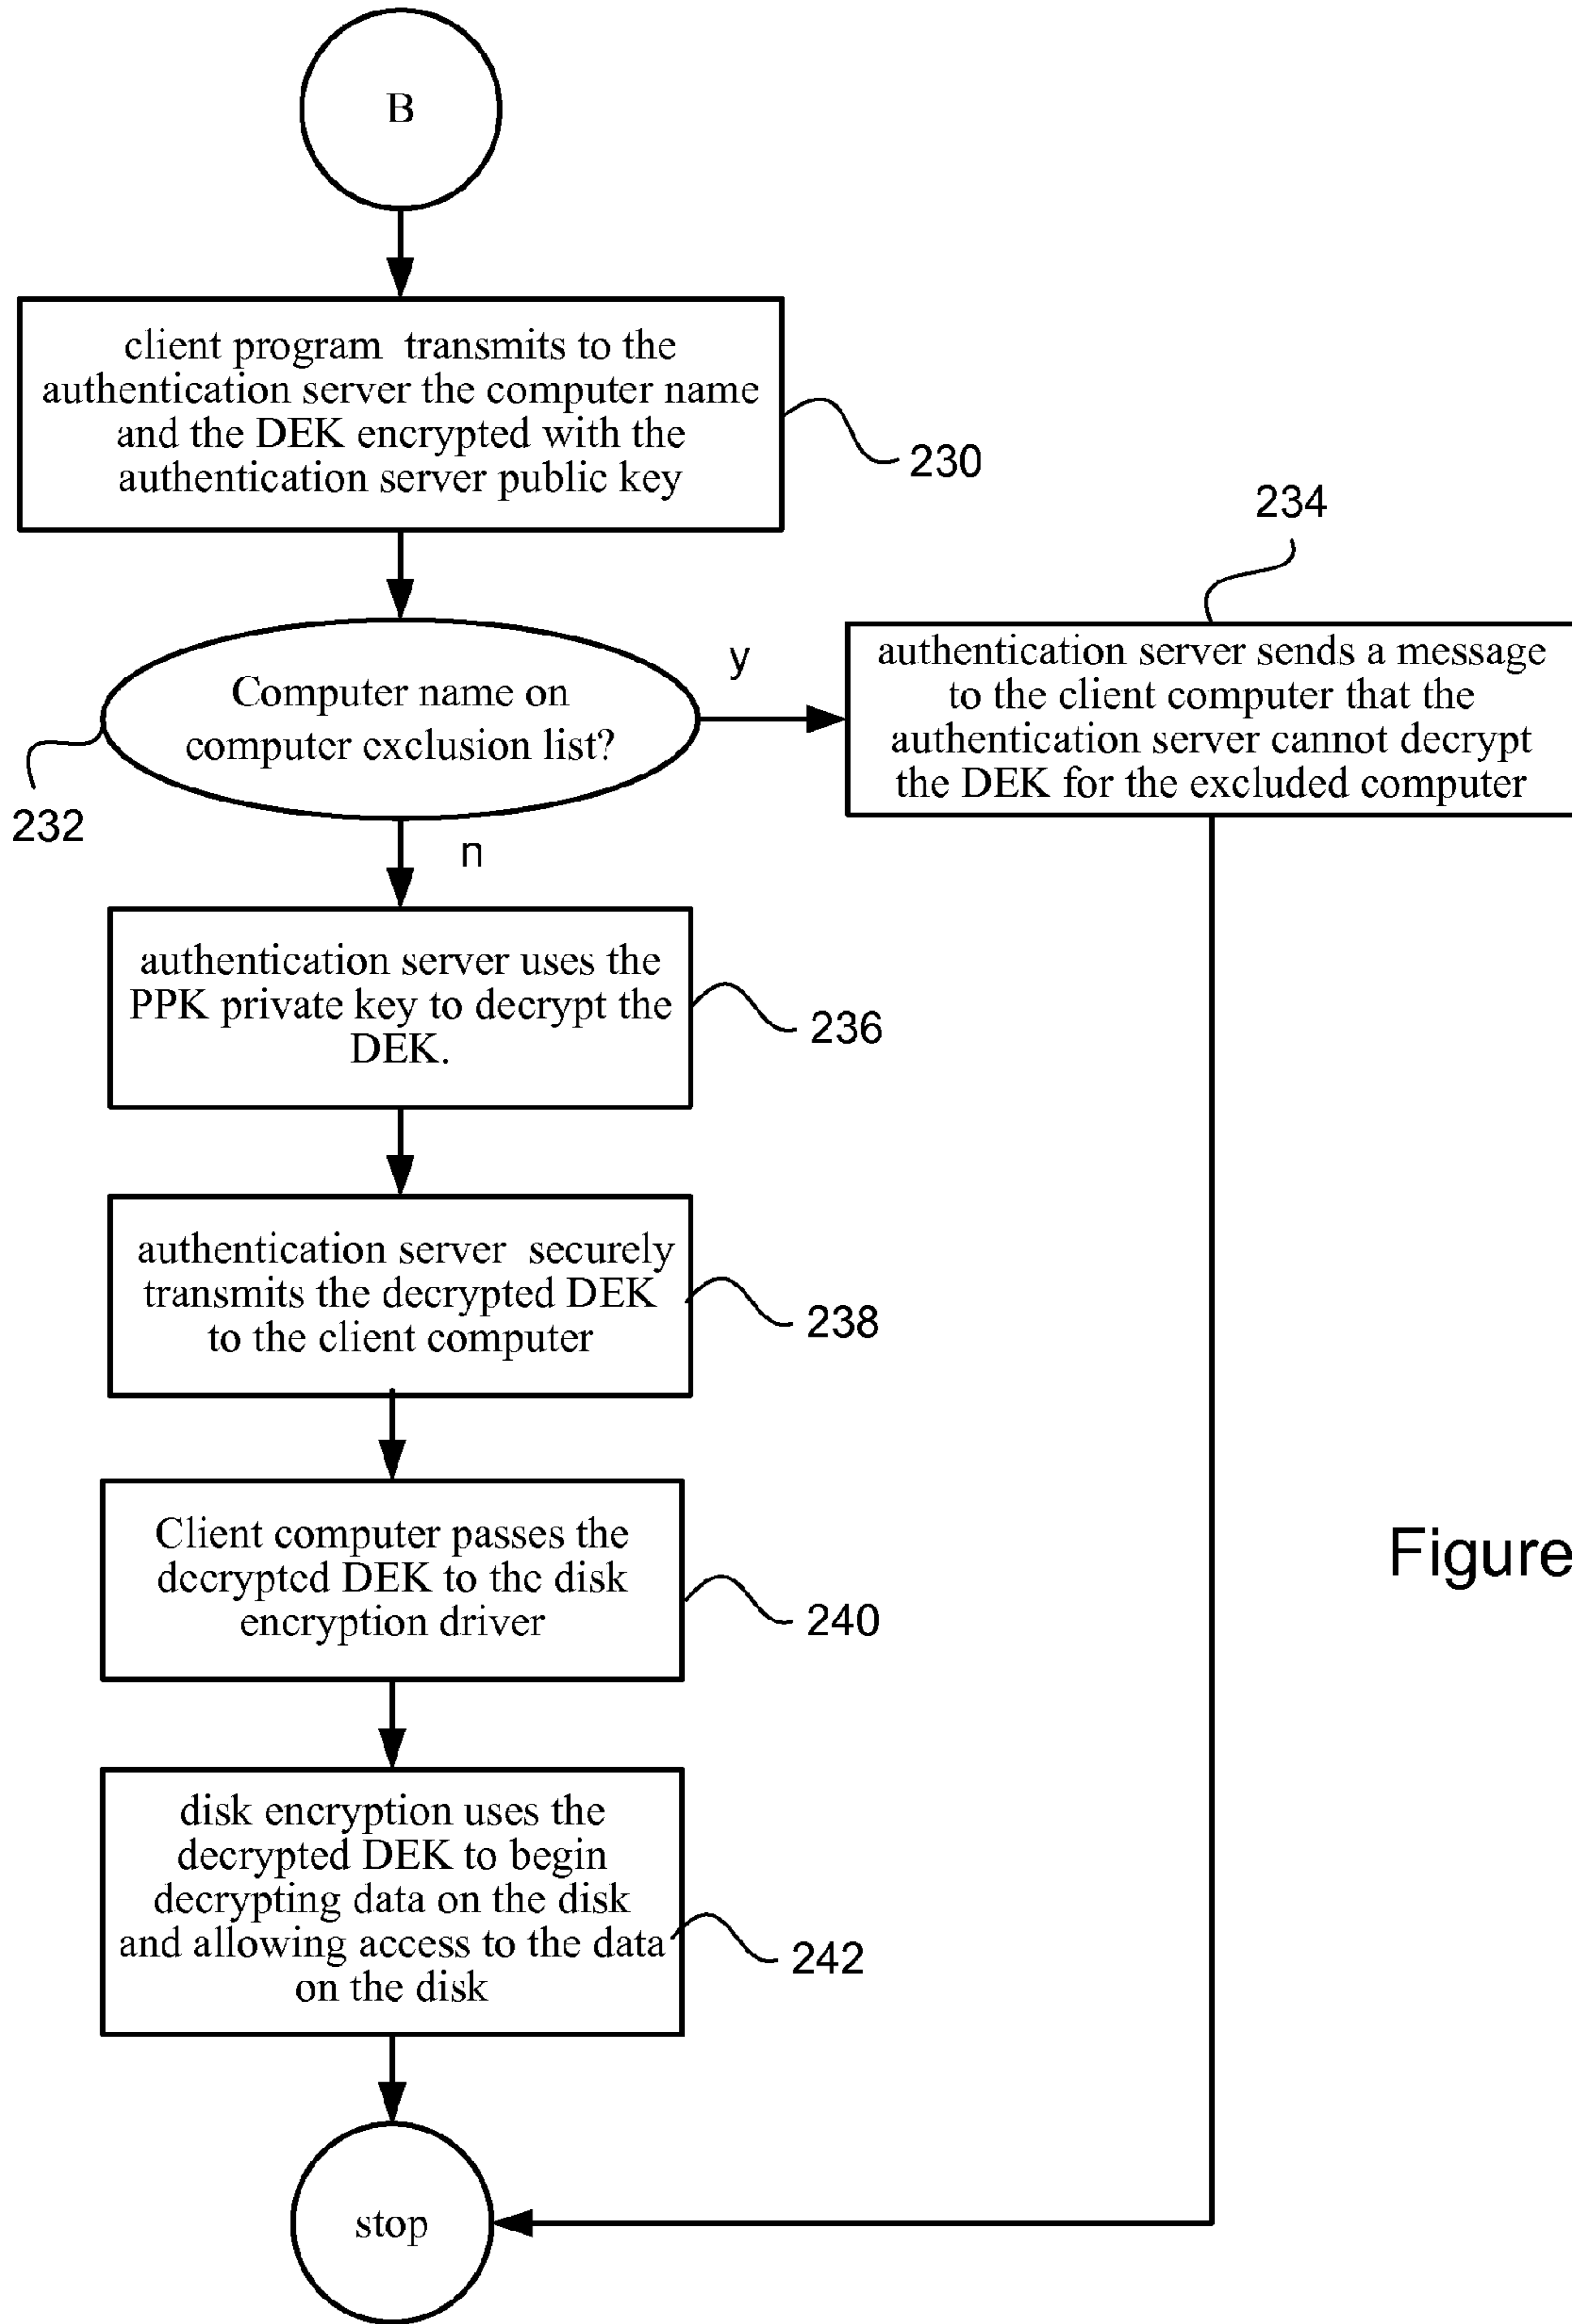 B
client program transmits to the
authentication server the computer name
and the DEK encrypted with the
authentication server public key
230
234
Computer name on
computer exclusion list?
232
y
n
authentication server sends a message
to the client computer that the
authentication server cannot decrypt
the DEK for the excluded computer
authentication server uses the
PPK private key to decrypt the
DEK.
236
authentication server securely
transmits the decrypted DEK
to the client computer
238
Client computer passes the
decrypted DEK to the disk
encryption driver
240
Figure
disk encryption uses the
decrypted DEK to begin
decrypting data on the disk
and allowing access to the data
on the disk
242
stop